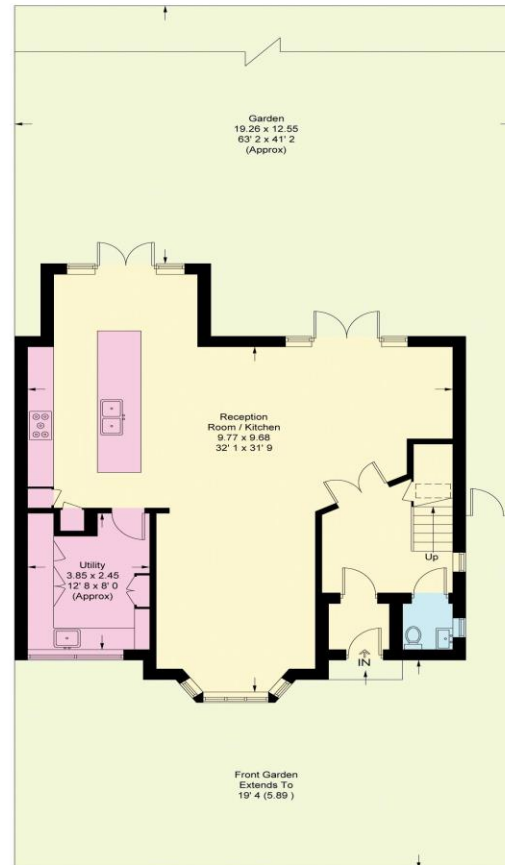 Garden
19.26 x 12.55
63' 2 x 41' 2
(Approx)
Reception
Room / Kitchen
9.77 x 9.68
32' 1 x 31' 9
Utility
3.85 x 2.45
12' 8 x 8' 0
(Approx)
Up
IN
Front Garden
Extends To
19' 4 (5.89 )